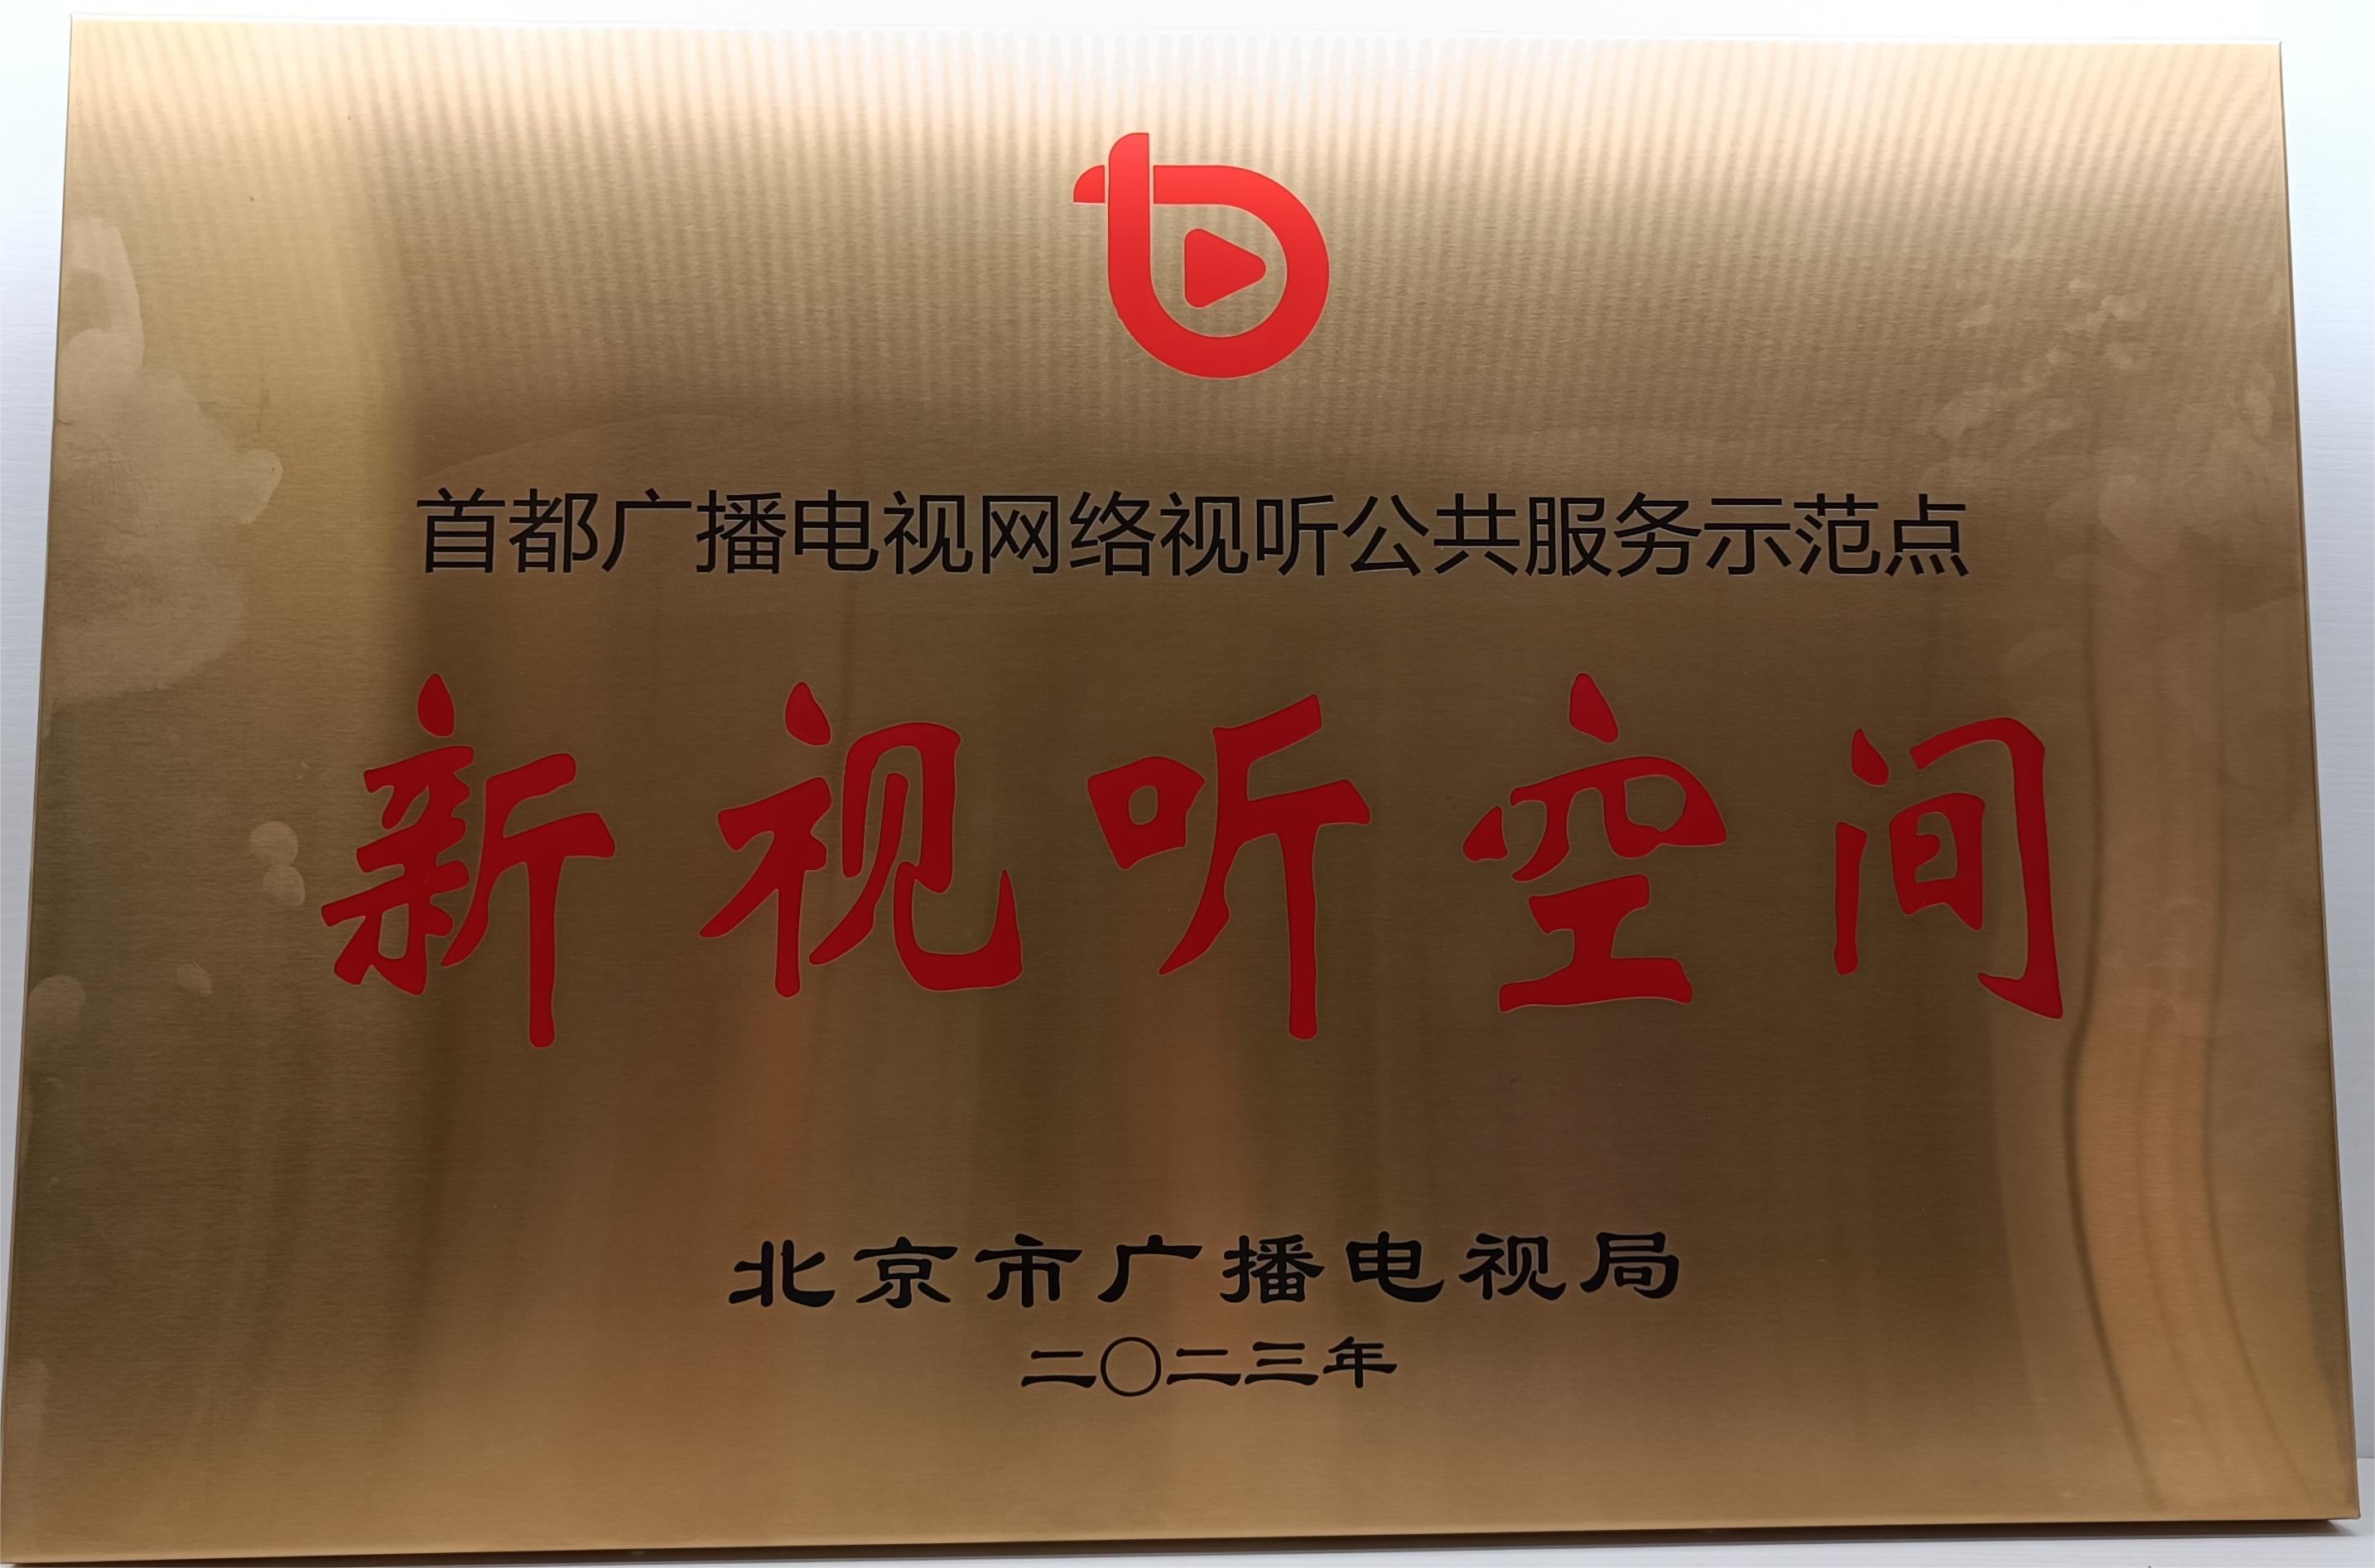 首都广播电视网络视听公共服务示范点
新视听空间
北京市广播电视局
二〇二三年